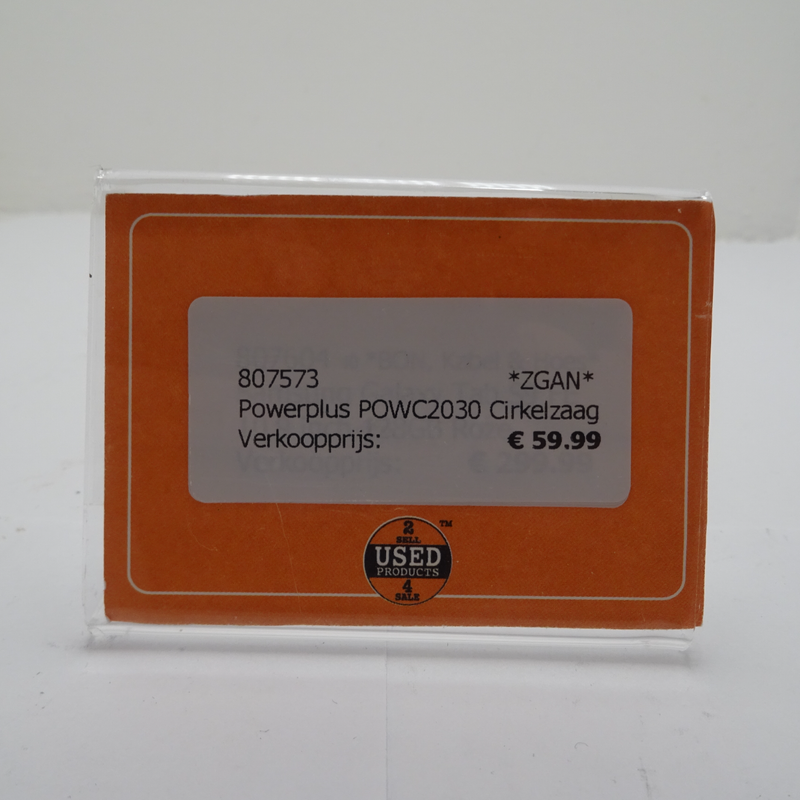 807573 *ZGAN*
Powerplus POWC2030 Cirkelzaag
Verkoopprijs: € 59.99
2 ™
SELL
USED
PRODUCTS
4
SALE